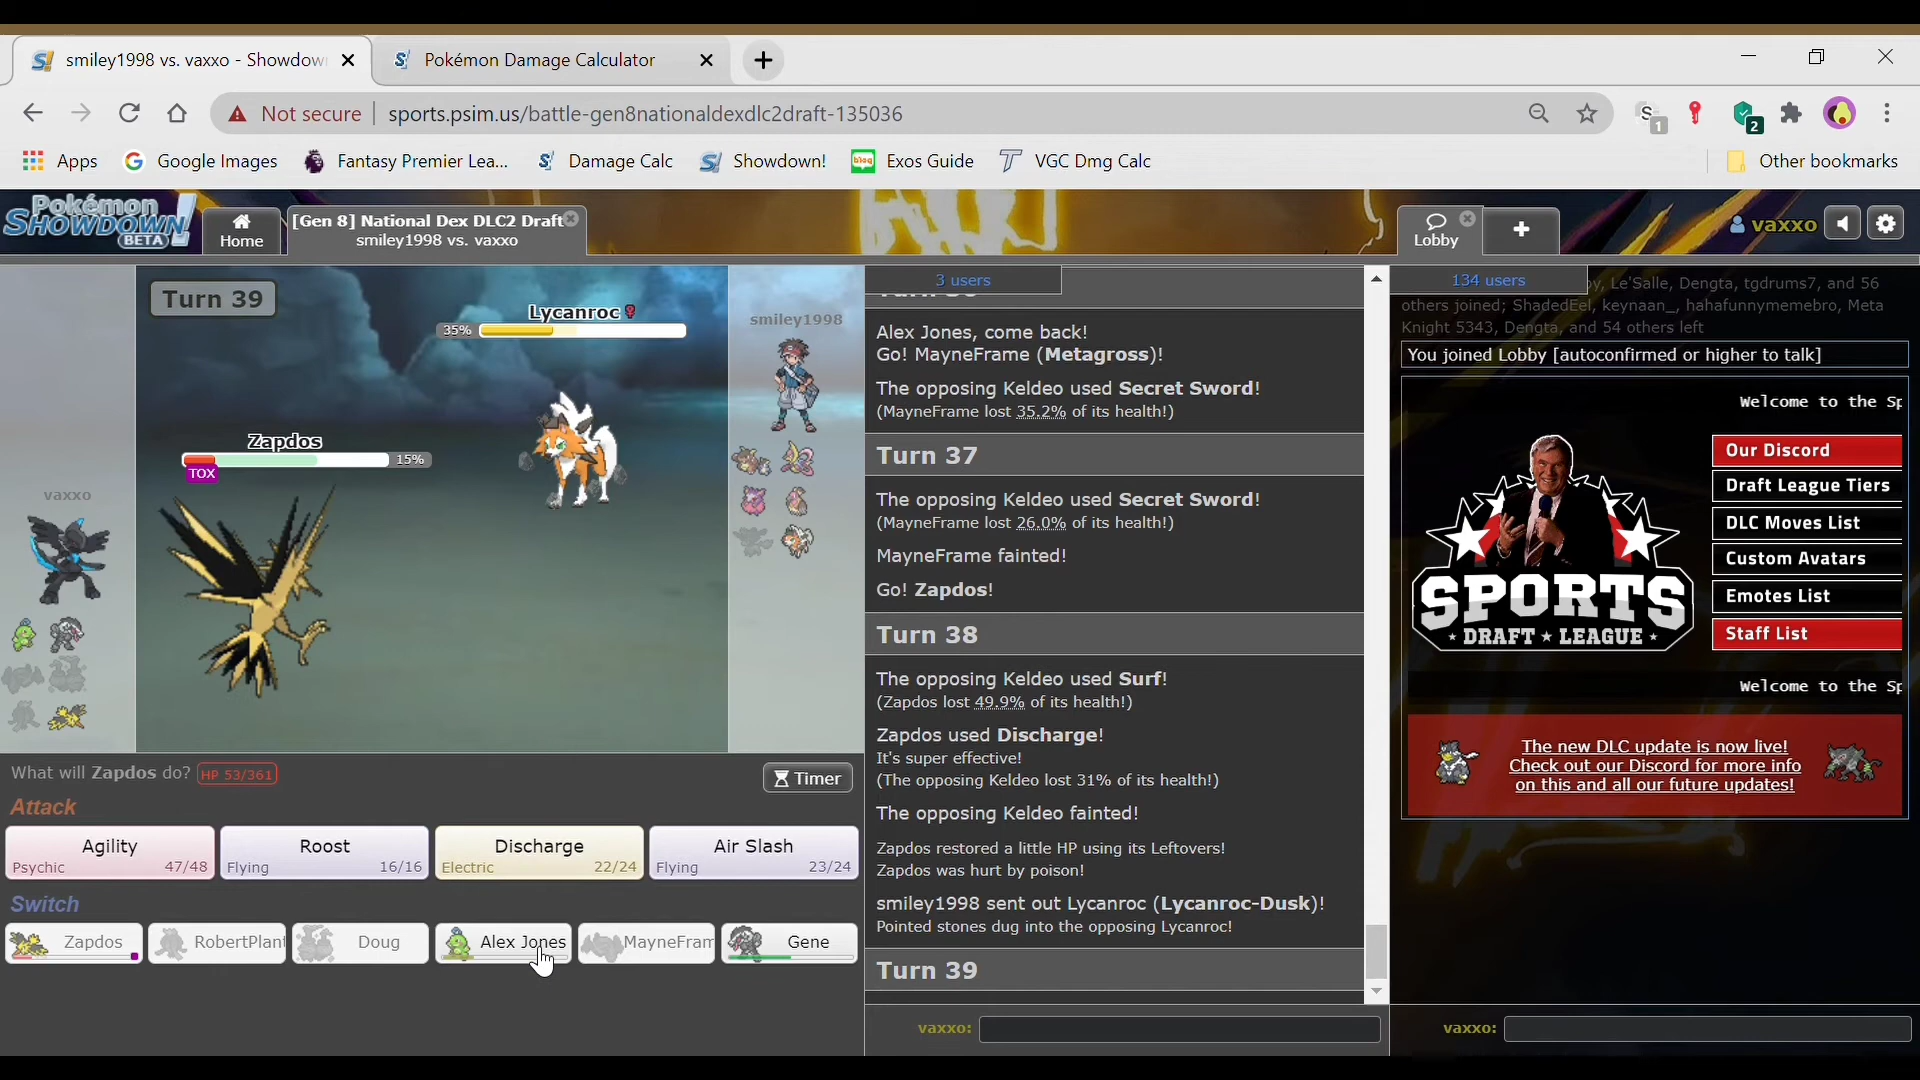 smiley1998 vs. vaxxo - Showdow
Pokémon Damage Calculator
Not secure
sports.psim.us/battle-gen8nationaldexdlc2draft-135036
S 1
2
Apps
Google Images
Fantasy Premier Lea...
Damage Calc
Showdown!
blog Exos Guide
VGC Dmg Calc
Other bookmarks
Pokémon
SHOWDOWN!
BETA
Home
[Gen 8] National Dex DLC2 Draft
smiley1998 vs. vaxxo
Lobby
vaxxo
Turn 39
Lycanroc
35%
smiley1998
Zapdos
15%
TOX
vaxxo
What will Zapdos do? HP 53/361
Timer
Attack
Agility
Psychic 47/48
Roost
Flying 16/16
Discharge
Electric 22/24
Air Slash
Flying 23/24
Switch
Zapdos
RobertPlant
Doug
Alex Jones
MayneFram
Gene
3 users
Alex Jones, come back!
Go! MayneFrame (Metagross)!
The opposing Keldeo used Secret Sword!
(MayneFrame lost 35.2% of its health!)
Turn 37
The opposing Keldeo used Secret Sword!
(MayneFrame lost 26.0% of its health!)
MayneFrame fainted!
Go! Zapdos!
Turn 38
The opposing Keldeo used Surf!
(Zapdos lost 49.9% of its health!)
Zapdos used Discharge!
It's super effective!
(The opposing Keldeo lost 31% of its health!)
The opposing Keldeo fainted!
Zapdos restored a little HP using its Leftovers!
Zapdos was hurt by poison!
smiley1998 sent out Lycanroc (Lycanroc-Dusk)!
Pointed stones dug into the opposing Lycanroc!
Turn 39
vaxxo:
134 users
oy, Le'Salle, Dengta, tgdrums7, and 56
others joined; ShadedEel, keynaan_, hahafunnymemebro, Meta
Knight 5343, Dengta, and 54 others left
You joined Lobby [autoconfirmed or higher to talk]
Welcome to the Sp
Our Discord
Draft League Tiers
DLC Moves List
Custom Avatars
Emotes List
Staff List
SPORTS
DRAFT LEAGUE
Welcome to the Sp
The new DLC update is now live!
Check out our Discord for more info
on this and all our future updates!
vaxxo: